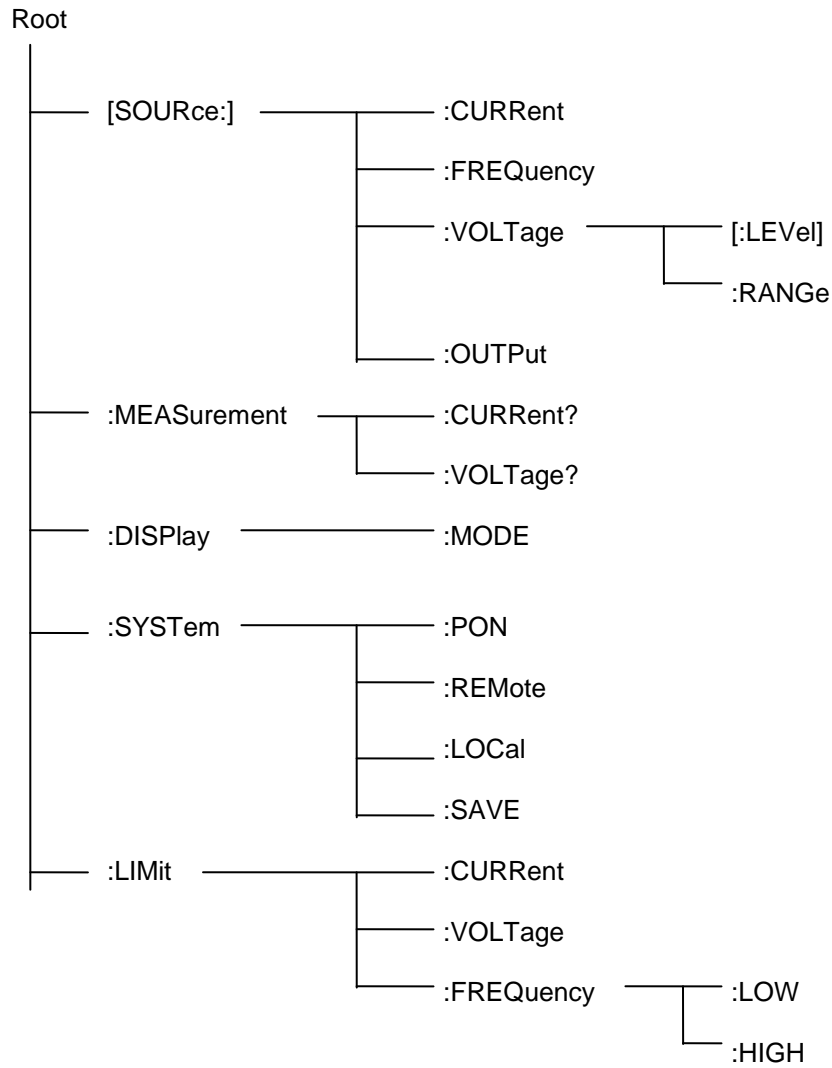 Root
[SOURce:] :CURRent
:FREQuency
:VOLTage [:LEVel]
:RANGe
:OUTPut
:MEASurement :CURRent?
:VOLTage?
:DISPlay :MODE
:SYSTem :PON
:REMote
:LOCal
:SAVE
:LIMit :CURRent
:VOLTage
:FREQuency :LOW
:HIGH